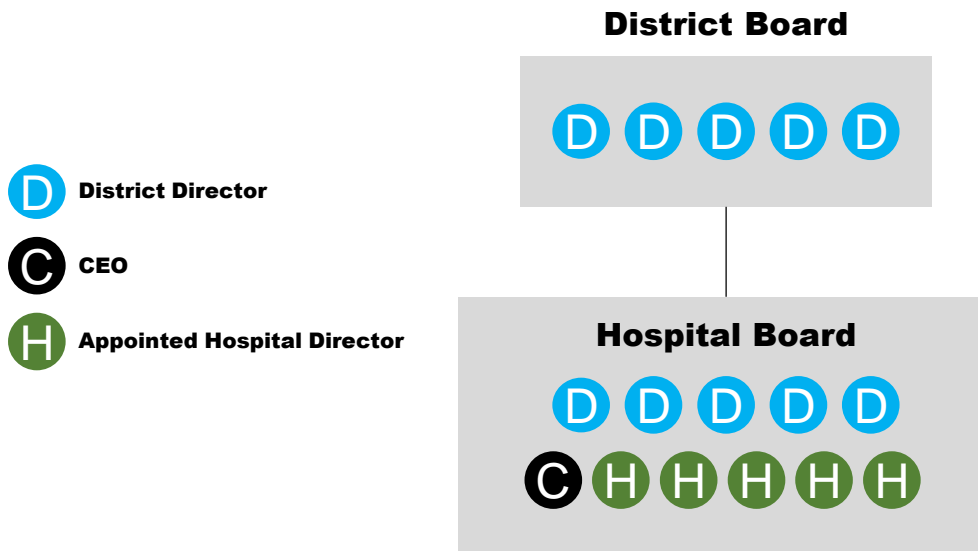 District Board
D D D D D
D District Director
C CEO
H Appointed Hospital Director
Hospital Board
D D D D D
C H H H H H